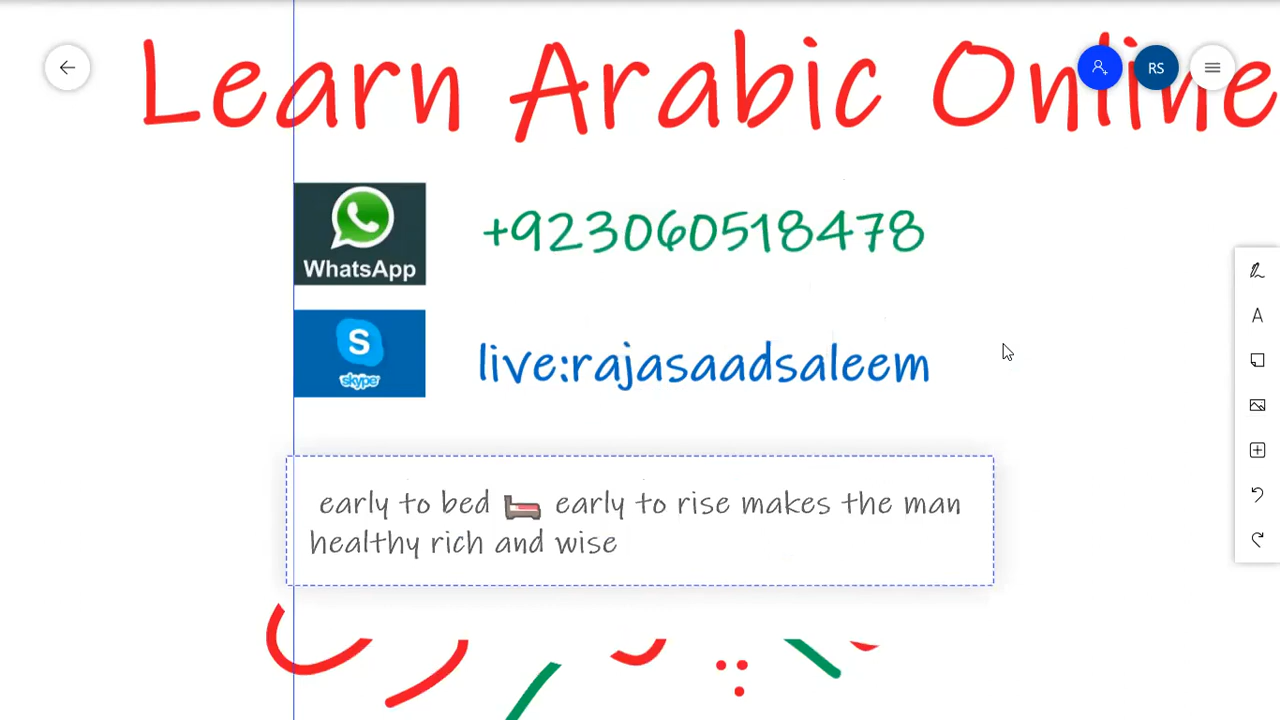 Learn Arabic Online
RS
WhatsApp
+923060518478
S
skype
live:rajasaadsaleem
early to bed 🛏️ early to rise makes the man
healthy rich and wise
A